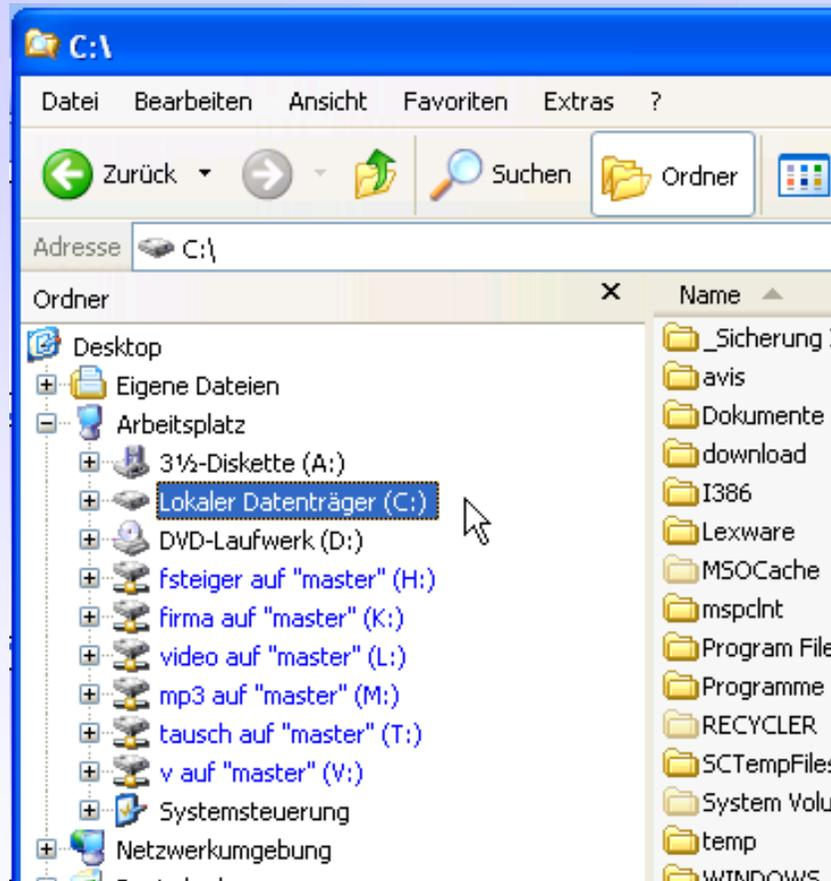 C:\
Datei Bearbeiten Ansicht Favoriten Extras ?
Zurück Suchen Ordner
Adresse C:\
Ordner
Desktop
Eigene Dateien
Arbeitsplatz
3½-Diskette (A:)
Lokaler Datenträger (C:)
DVD-Laufwerk (D:)
fsteiger auf "master" (H:)
firma auf "master" (K:)
video auf "master" (L:)
mp3 auf "master" (M:)
tausch auf "master" (T:)
v auf "master" (V:)
Systemsteuerung
Netzwerkumgebung
Name
_Sicherung
avis
Dokumente
download
I386
Lexware
MSOCache
mspclnt
Program File
Programme
RECYCLER
SCTempFiles
System Volu
temp
WINDOWS